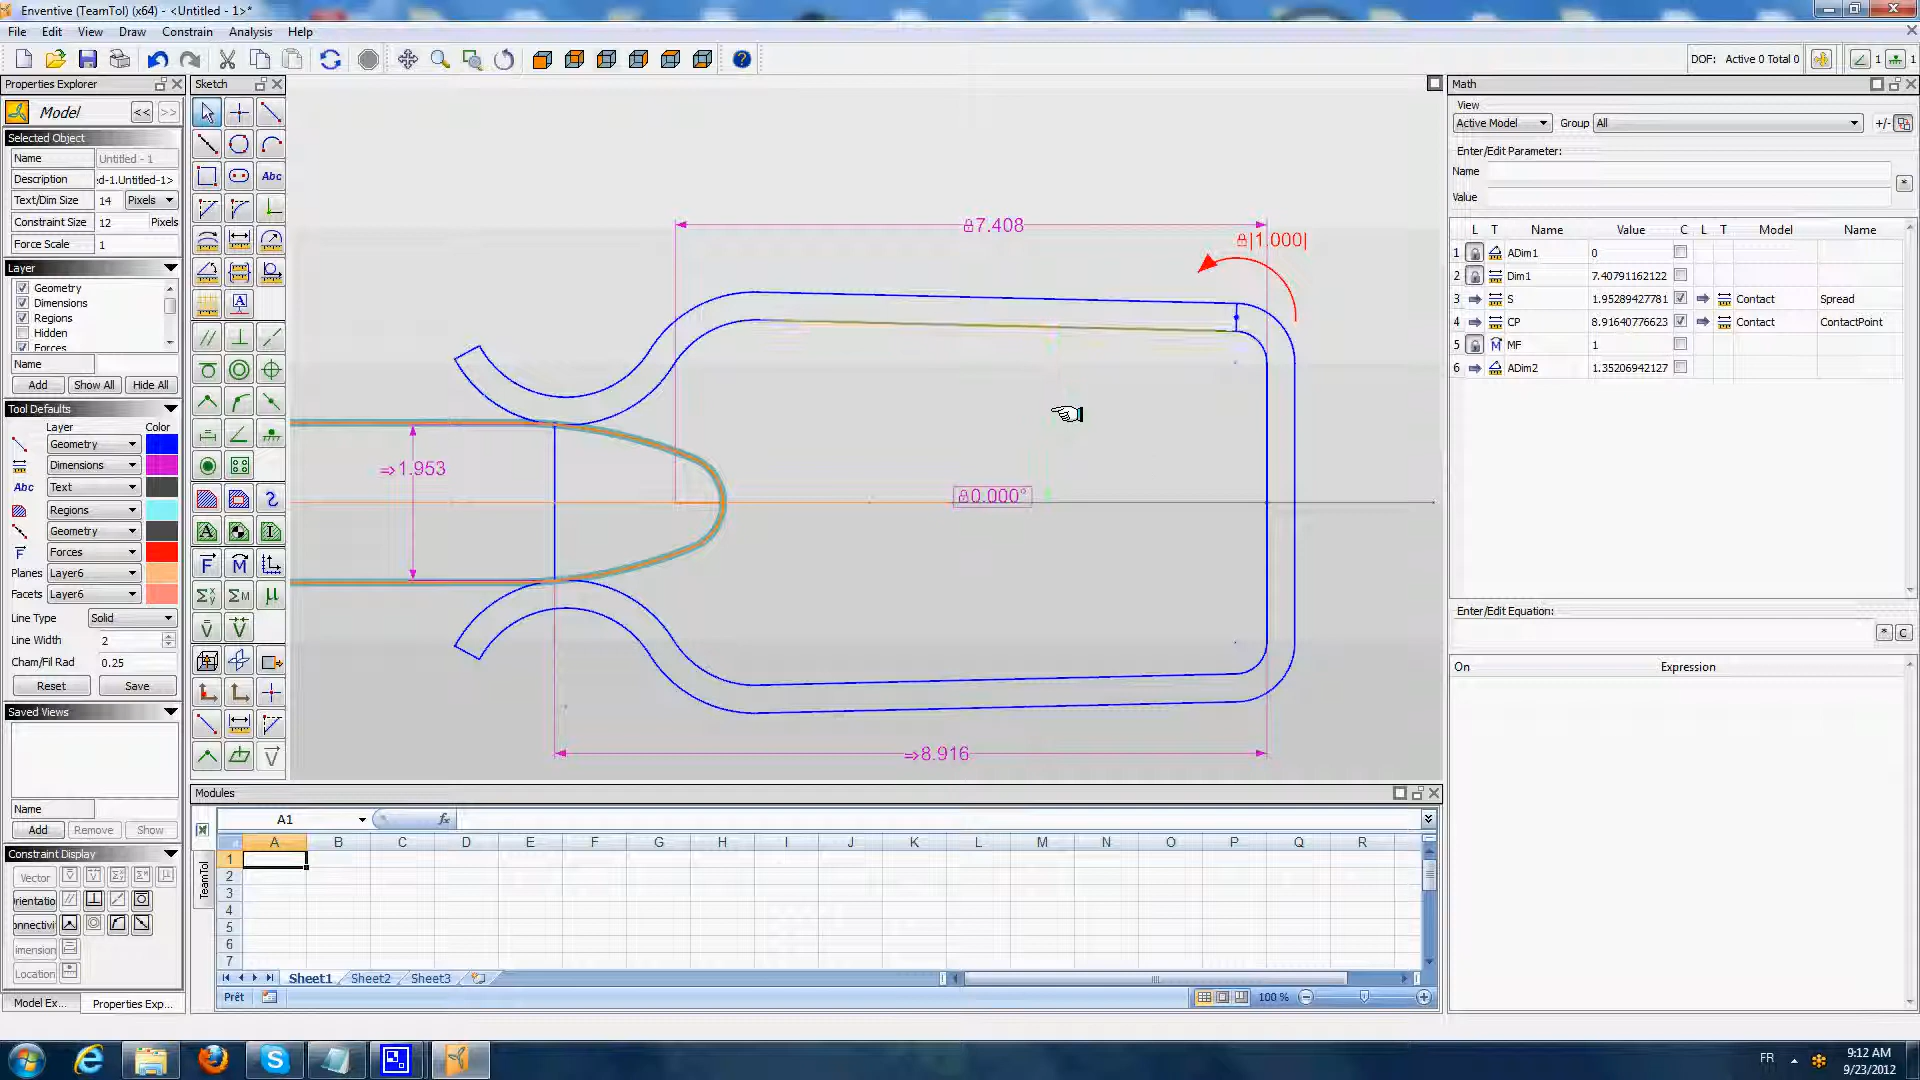 Enventive (TeamTol) (x64) - <Untitled - 1>*
File Edit View Draw Constrain Analysis Help
DOF: Active 0 Total 0 1 1
Properties Explorer
Model << >>
Selected Object
Name Untitled - 1
Description :d-1.Untitled-1>
Text/Dim Size 14 Pixels
Constraint Size 12 Pixels
Force Scale 1
Layer
Geometry
Dimensions
Regions
Hidden
Forces
Name
Add Show All Hide All
Tool Defaults
Layer Color
Geometry
Dimensions
Abc Text
Regions
Geometry
F Forces
Planes Layer6
Facets Layer6
Line Type Solid
Line Width 2
Cham/Fil Rad 0.25
Reset Save
Saved Views
Name
Add Remove Show
Constraint Display
Vector
rientatio
onnectivi
imension
Location
Model Ex... Properties Exp...
Sketch
Abc
7.408
|1.000|
⇒1.953
0.000°
⇒8.916
Modules
A1 fx
TeamTol
A B C D E F G H I J K L M N O P Q R
1
2
3
4
5
6
7
Sheet1 Sheet2 Sheet3
Prêt 100 %
Math
View
Active Model Group All +/-
Enter/Edit Parameter:
Name *
Value
L T Name Value C L T Model Name
1 ADim1 0
2 Dim1 7.40791162122
3 S 1.95289427781 Contact Spread
4 CP 8.91640776623 Contact ContactPoint
5 M MF 1
6 ADim2 1.35206942127
Enter/Edit Equation:
* C
On Expression
FR 9:12 AM
9/23/2012